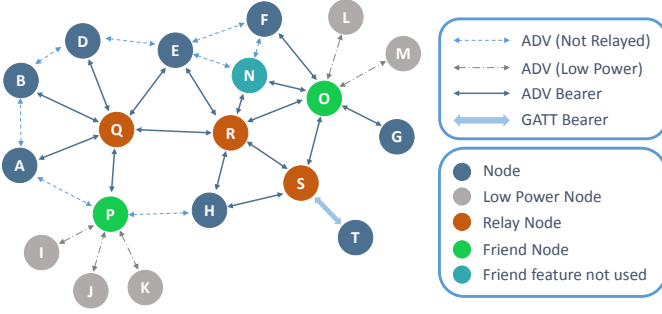 L
F
M
D
E
B
N
O
Q
R
G
A
S
P
H
T
I
J
K
ADV (Not Relayed)
ADV (Low Power)
ADV Bearer
GATT Bearer
Node
Low Power Node
Relay Node
Friend Node
Friend feature not used